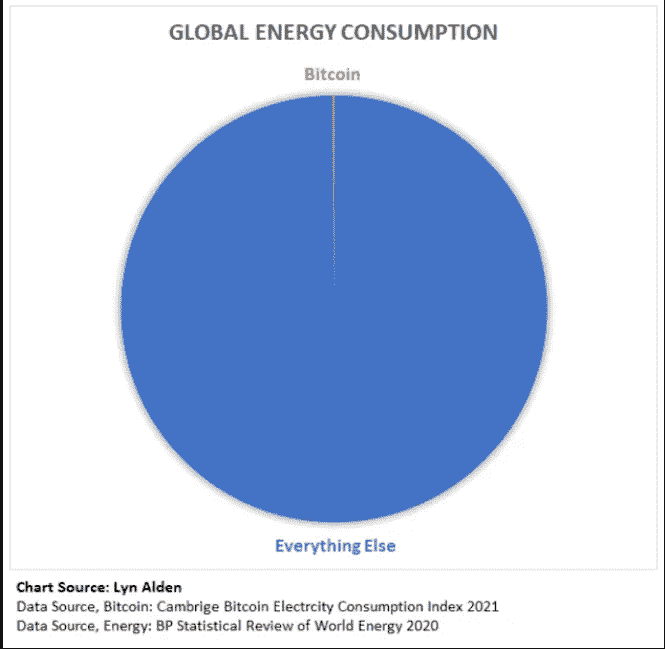 GLOBAL ENERGY CONSUMPTION
Bitcoin
Everything Else
Chart Source: Lyn Alden
Data Source, Bitcoin: Cambrige Bitcoin Electrcity Consumption Index 2021
Data Source, Energy: BP Statistical Review of World Energy 2020